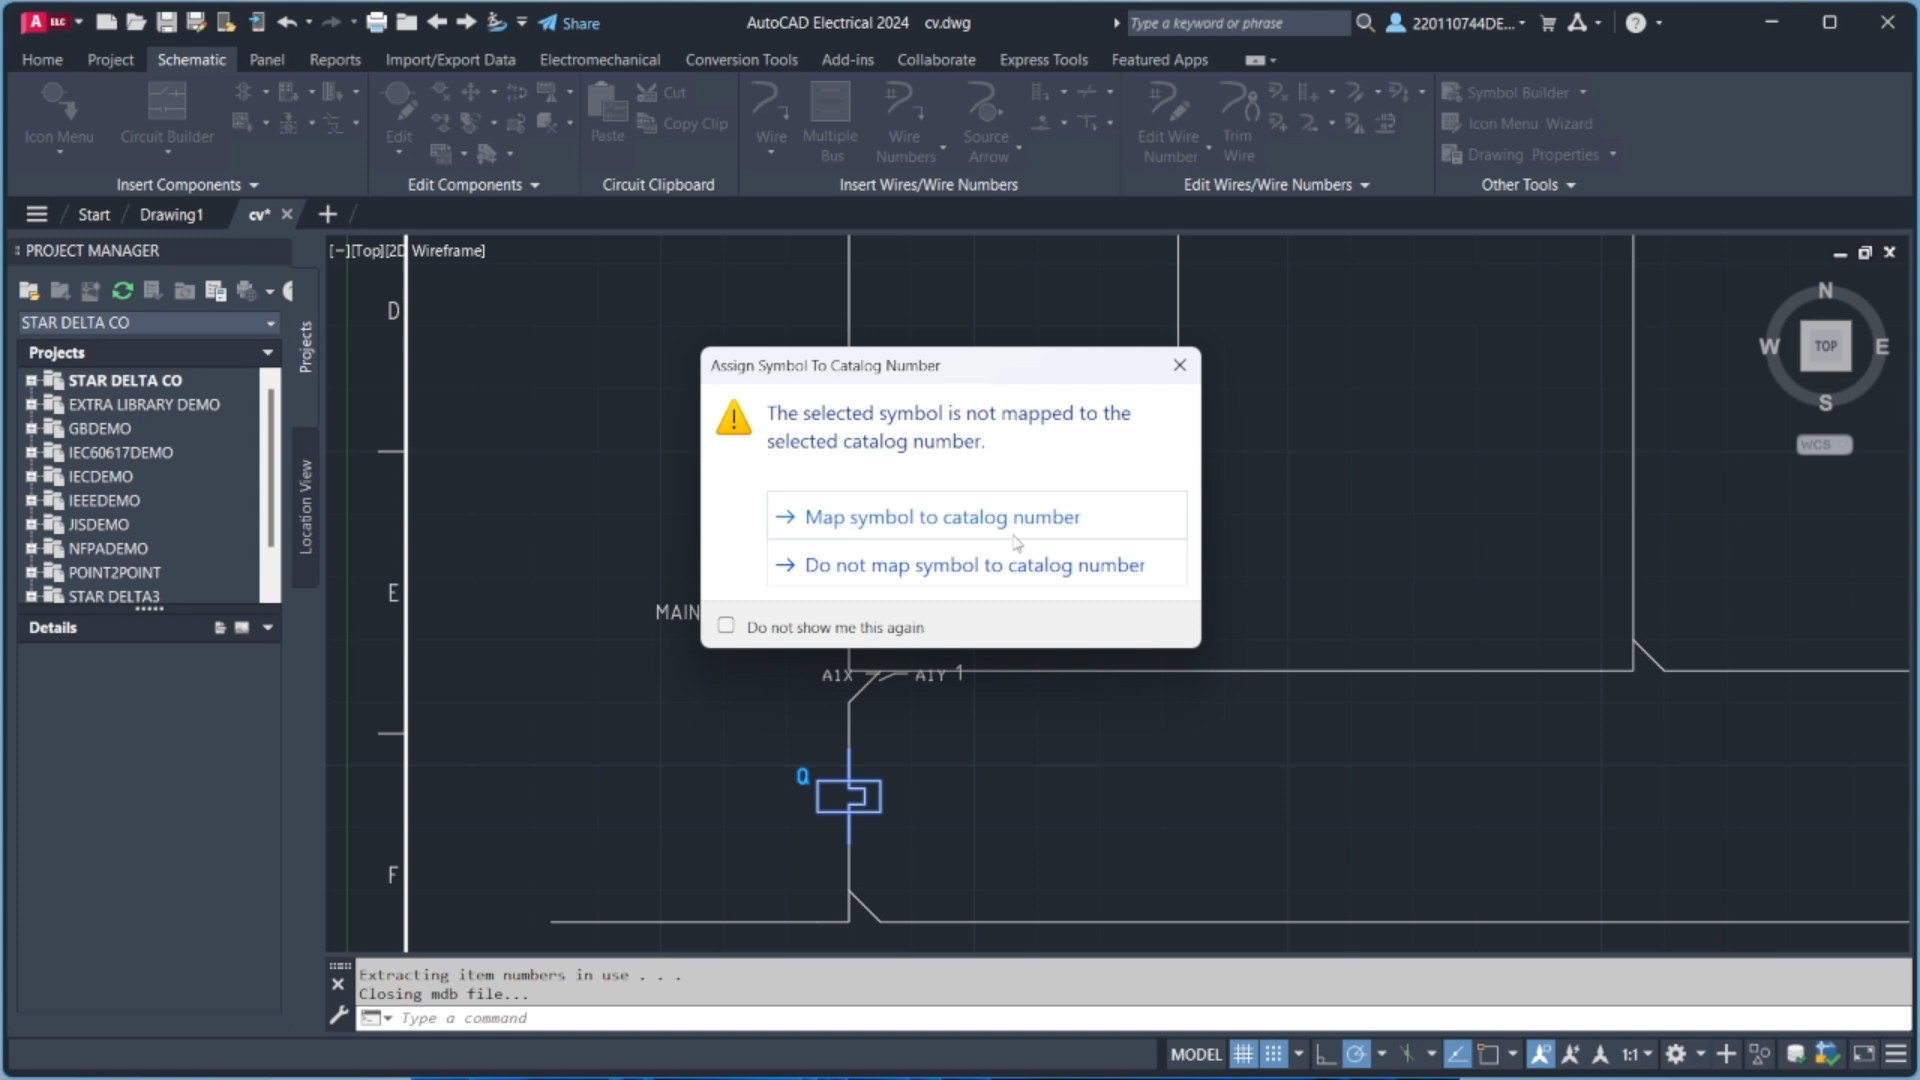 A ELC
Share
AutoCAD Electrical 2024 cv.dwg
Type a keyword or phrase
220110744DE...
Home Project Schematic Panel Reports Import/Export Data Electromechanical Conversion Tools Add-ins Collaborate Express Tools Featured Apps
Icon Menu
Circuit Builder
Insert Components
Edit
Edit Components
Paste
Cut
Copy Clip
Circuit Clipboard
Wire
Multiple
Bus
Wire
Numbers
Source
Arrow
Insert Wires/Wire Numbers
Edit Wire
Number
Trim
Wire
Edit Wires/Wire Numbers
Symbol Builder
Icon Menu Wizard
Drawing Properties
Other Tools
Start
Drawing1
cv*
PROJECT MANAGER
STAR DELTA CO
Projects
STAR DELTA CO
EXTRA LIBRARY DEMO
GBDEMO
IEC60617DEMO
IECDEMO
IEEEDEMO
JISDEMO
NFPADEMO
POINT2POINT
STAR DELTA3
Details
Projects
Location View
[−][Top][2D Wireframe]
D
E
F
N
W
TOP
E
S
WCS
Assign Symbol To Catalog Number
The selected symbol is not mapped to the
selected catalog number.
Map symbol to catalog number
Do not map symbol to catalog number
Do not show me this again
MAIN
A1X
A1Y 1
Q
Extracting item numbers in use . . .
Closing mdb file...
Type a command
MODEL
1:1